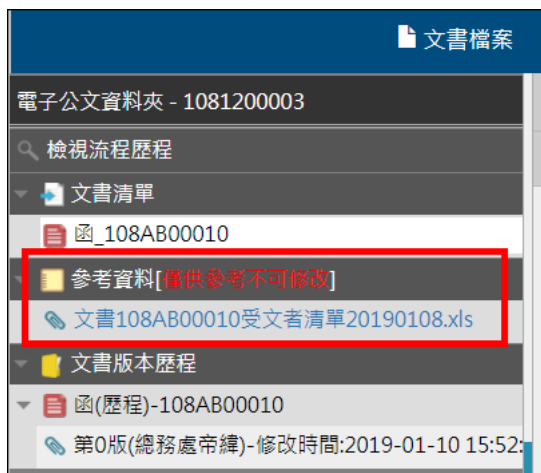 文書檔案
電子公文資料夾 - 1081200003
檢視流程歷程
文書清單
函_108AB00010
參考資料[僅供參考不可修改]
文書108AB00010受文者清單20190108.xls
文書版本歷程
函(歷程)-108AB00010
第0版(總務處帝緯)-修改時間:2019-01-10 15:52: